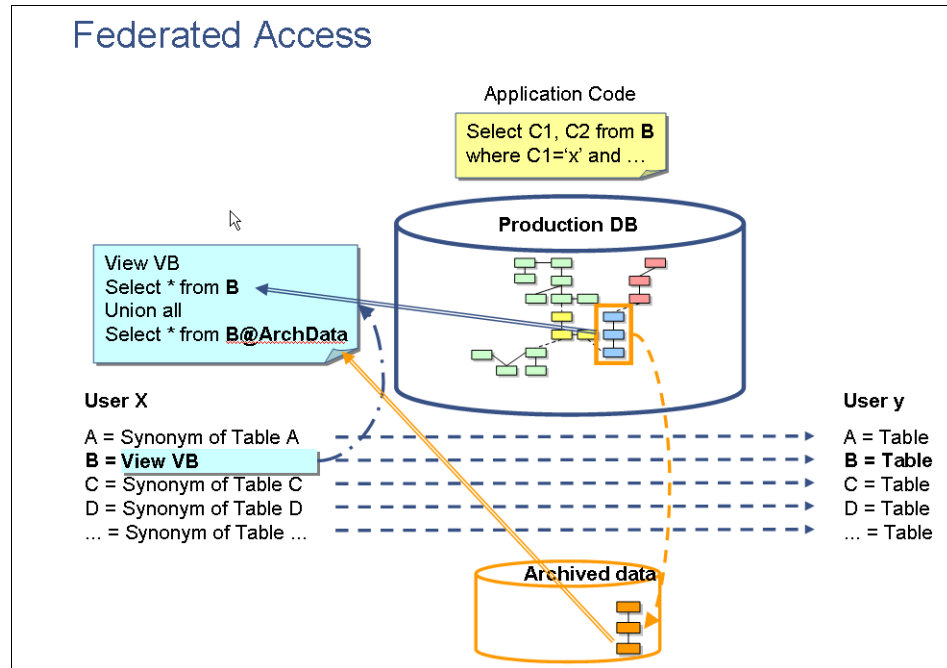 Federated Access
Application Code
Select C1, C2 from B
where C1=‘x’ and …
Production DB
View VB
Select * from B
Union all
Select * from B@ArchData
User X
A = Synonym of Table A
B = View VB
C = Synonym of Table C
D = Synonym of Table D
... = Synonym of Table ...
User y
A = Table
B = Table
C = Table
D = Table
... = Table
Archived data